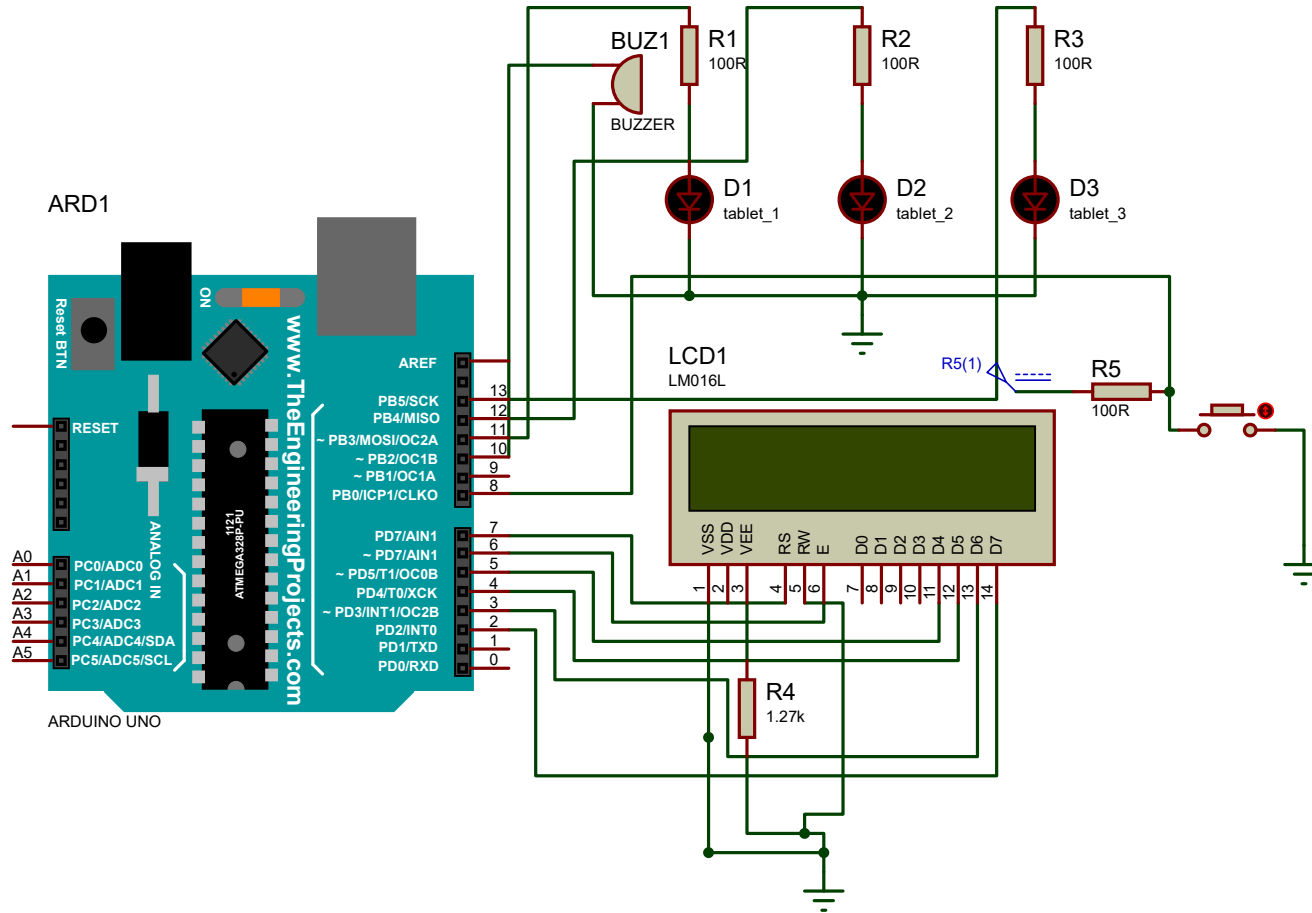 BUZ1
BUZZER
R1
100R
R2
100R
R3
100R
D1
tablet_1
D2
tablet_2
D3
tablet_3
ARD1
Reset BTN
ON
www.TheEngineeringProjects.com
AREF
PB5/SCK
13
PB4/MISO
12
~ PB3/MOSI/OC2A
11
~ PB2/OC1B
10
~ PB1/OC1A
9
PB0/ICP1/CLKO
8
RESET
ANALOG IN
1121
ATMEGA328P-PU
PD7/AIN1
7
~ PD7/AIN1
6
~ PD5/T1/OC0B
5
PD4/T0/XCK
4
~ PD3/INT1/OC2B
3
PD2/INT0
2
PD1/TXD
1
PD0/RXD
0
A0
PC0/ADC0
A1
PC1/ADC1
A2
PC2/ADC2
A3
PC3/ADC3
A4
PC4/ADC4/SDA
A5
PC5/ADC5/SCL
ARDUINO UNO
LCD1
LM016L
R5(1)
R5
100R
VSS
VDD
VEE
RS
RW
E
D0
D1
D2
D3
D4
D5
D6
D7
1
2
3
4
5
6
7
8
9
10
11
12
13
14
R4
1.27k